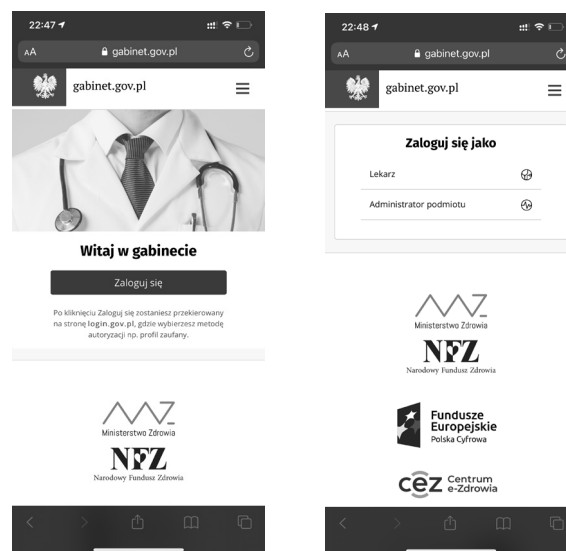 22:47
AA gabinet.gov.pl
gabinet.gov.pl
Witaj w gabinecie
Zaloguj się
Po kliknięciu Zaloguj się zostaniesz przekierowany
na stronę login.gov.pl, gdzie wybierzesz metodę
autoryzacji np. profil zaufany.
Ministerstwo Zdrowia
NFZ
Narodowy Fundusz Zdrowia
22:48
AA gabinet.gov.pl
gabinet.gov.pl
Zaloguj się jako
Lekarz
Administrator podmiotu
Ministerstwo Zdrowia
NFZ
Narodowy Fundusz Zdrowia
Fundusze
Europejskie
Polska Cyfrowa
cez Centrum
e-Zdrowia